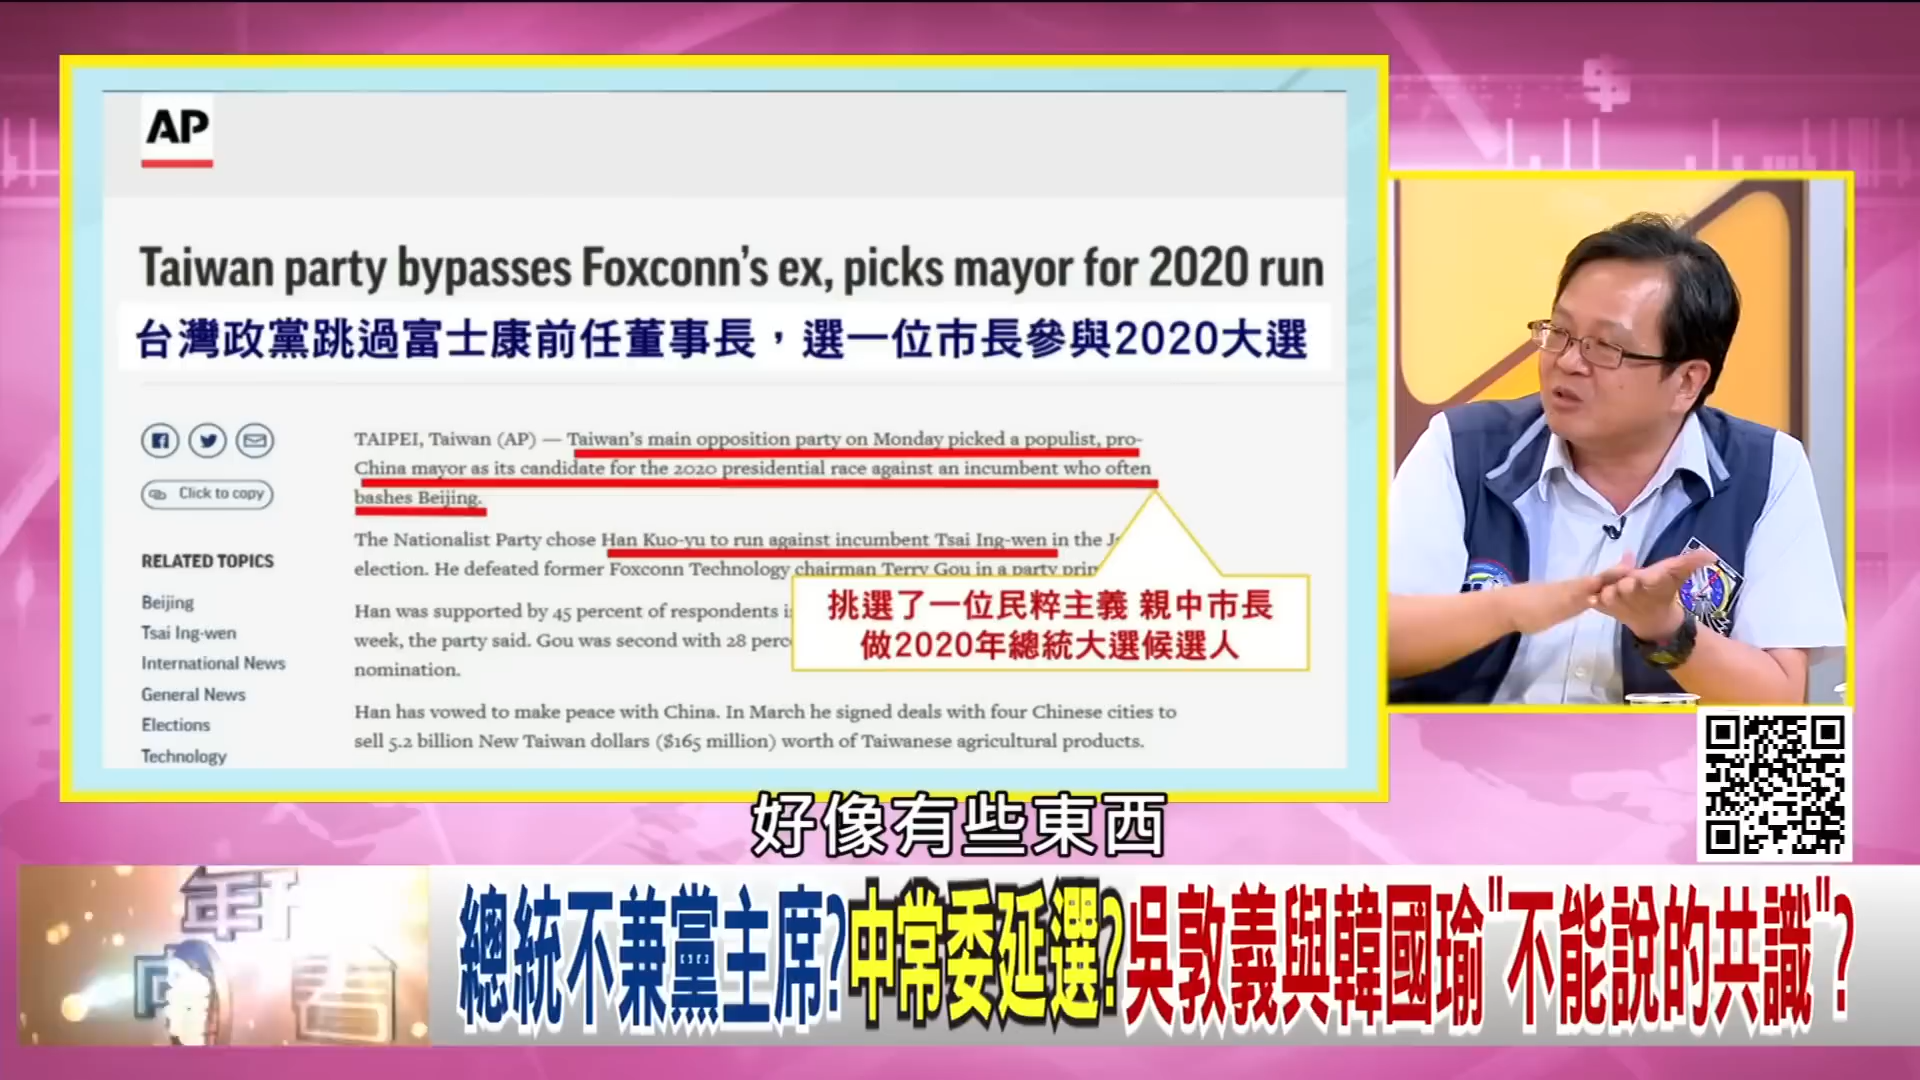 AP
Taiwan party bypasses Foxconn's ex, picks mayor for 2020 run
台灣政黨跳過富士康前任董事長，選一位市長參與2020大選
Click to copy
RELATED TOPICS
Beijing
Tsai Ing-wen
International News
General News
Elections
Technology
TAIPEI, Taiwan (AP) — Taiwan's main opposition party on Monday picked a populist, pro-
China mayor as its candidate for the 2020 presidential race against an incumbent who often
bashes Beijing.
The Nationalist Party chose Han Kuo-yu to run against incumbent Tsai Ing-wen in the
election. He defeated former Foxconn Technology chairman Terry Gou in a party
Han was supported by 45 percent of respondents
week, the party said. Gou was second with 28
nomination.
Han has vowed to make peace with China. In March he signed deals with four Chinese cities to
sell 5.2 billion New Taiwan dollars ($165 million) worth of Taiwanese agricultural products.
挑選了一位民粹主義 親中市長
做2020年總統大選候選人
好像有些東西
年
向 看
總統不兼黨主席?中常委延選?吳敦義與韓國瑜"不能說的共識"?